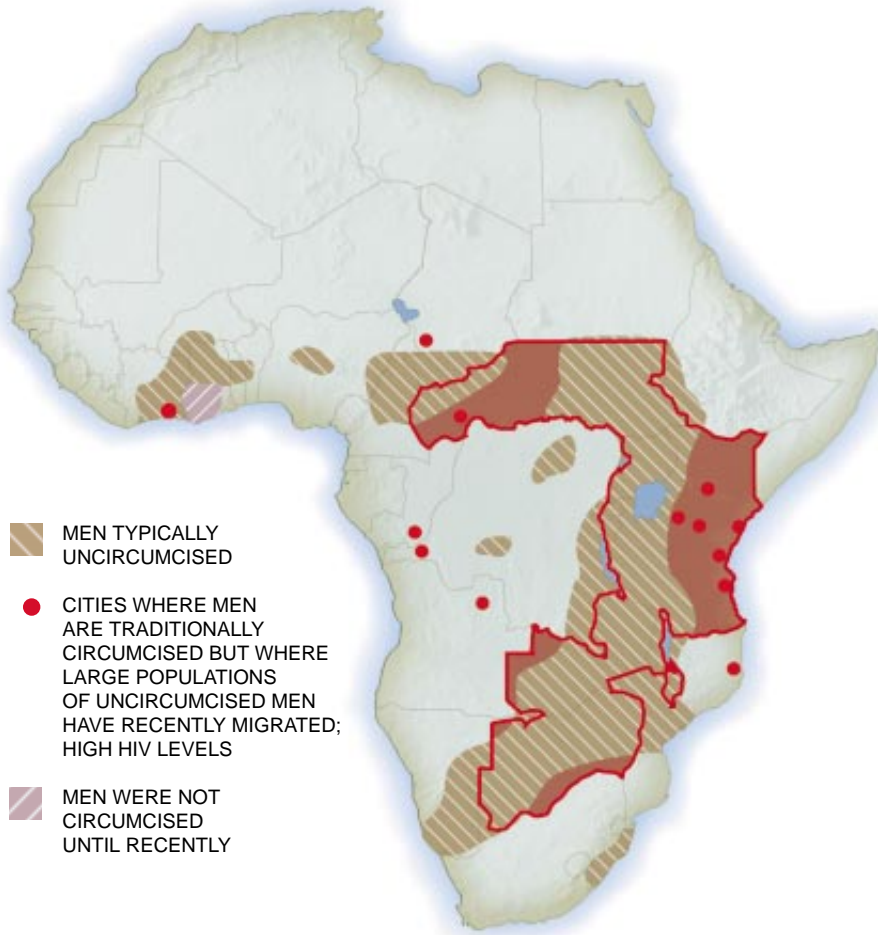 MEN TYPICALLY
UNCIRCUMCISED
CITIES WHERE MEN
ARE TRADITIONALLY
CIRCUMCISED BUT WHERE
LARGE POPULATIONS
OF UNCIRCUMCISED MEN
HAVE RECENTLY MIGRATED;
HIGH HIV LEVELS
MEN WERE NOT
CIRCUMCISED
UNTIL RECENTLY